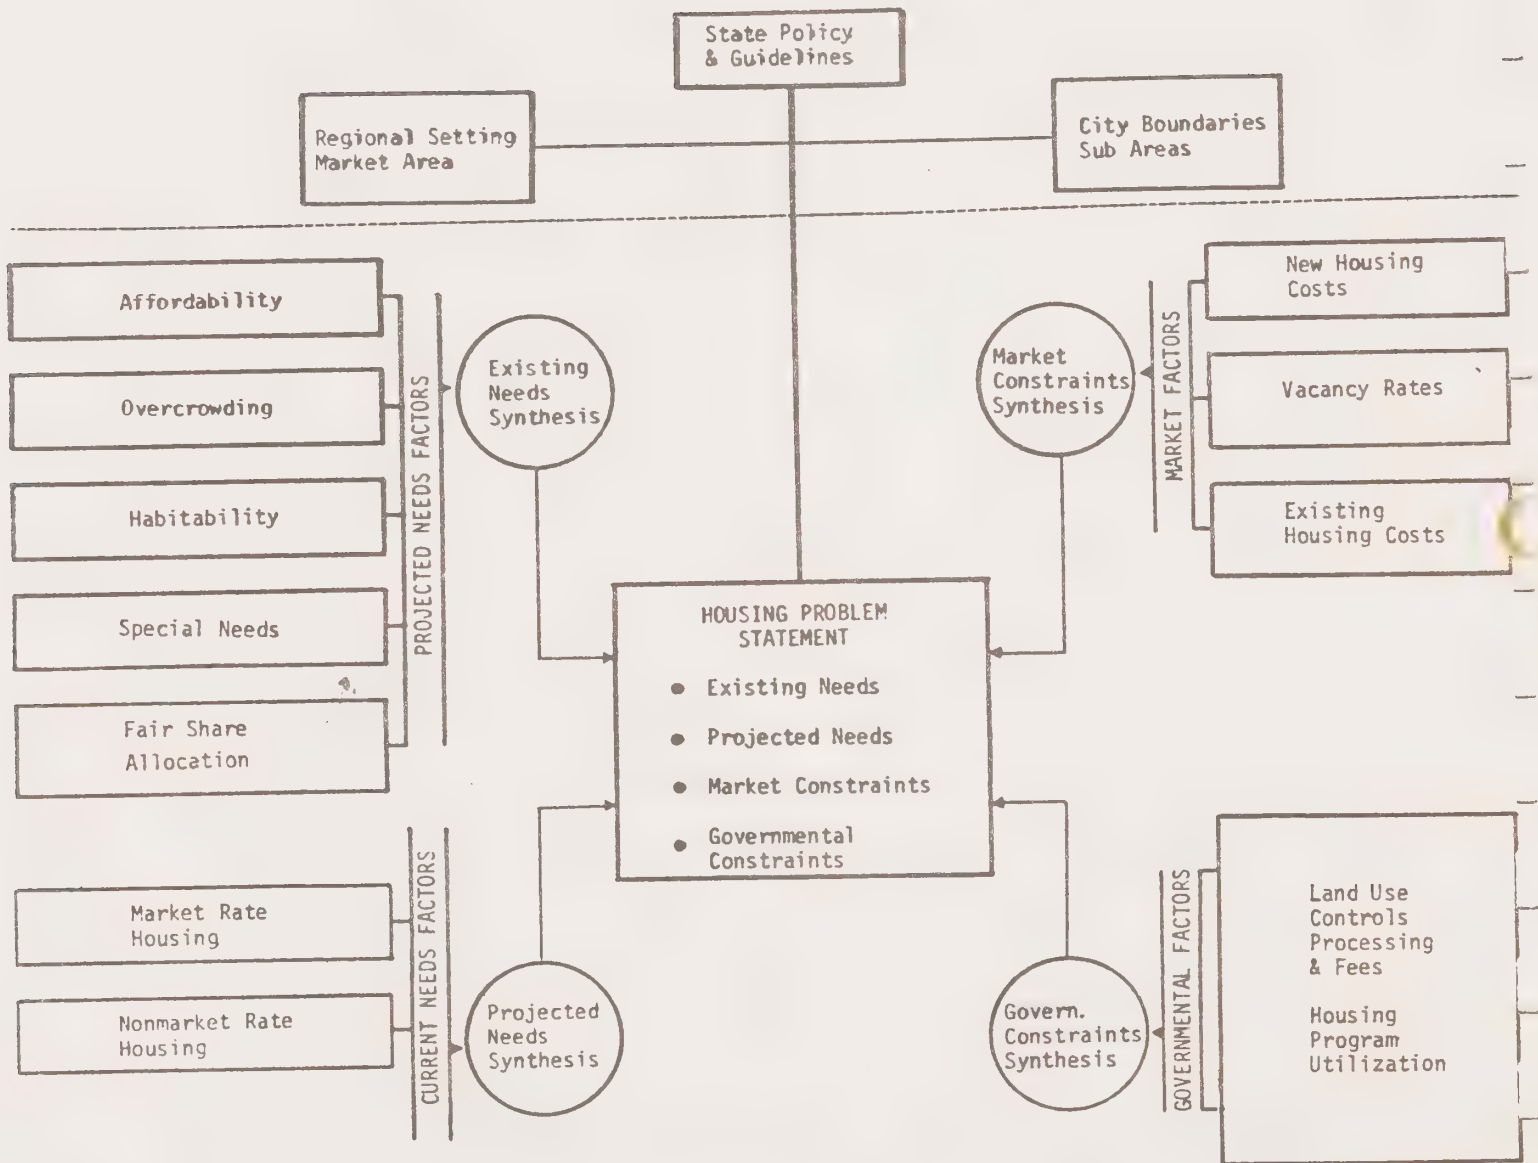 State Policy
& Guidelines
Regional Setting
Market Area
City Boundaries
Sub Areas
Affordability
Overcrowding
Habitability
Special Needs
Fair Share
Allocation
PROJECTED NEEDS FACTORS
Existing
Needs
Synthesis
Market
Constraints
Synthesis
MARKET FACTORS
New Housing
Costs
Vacancy Rates
Existing
Housing Costs
HOUSING PROBLEM
STATEMENT
● Existing Needs
● Projected Needs
● Market Constraints
● Governmental
Constraints
Market Rate
Housing
Nonmarket Rate
Housing
CURRENT NEEDS FACTORS
Projected
Needs
Synthesis
Govern.
Constraints
Synthesis
GOVERNMENTAL FACTORS
Land Use
Controls
Processing
& Fees
Housing
Program
Utilization